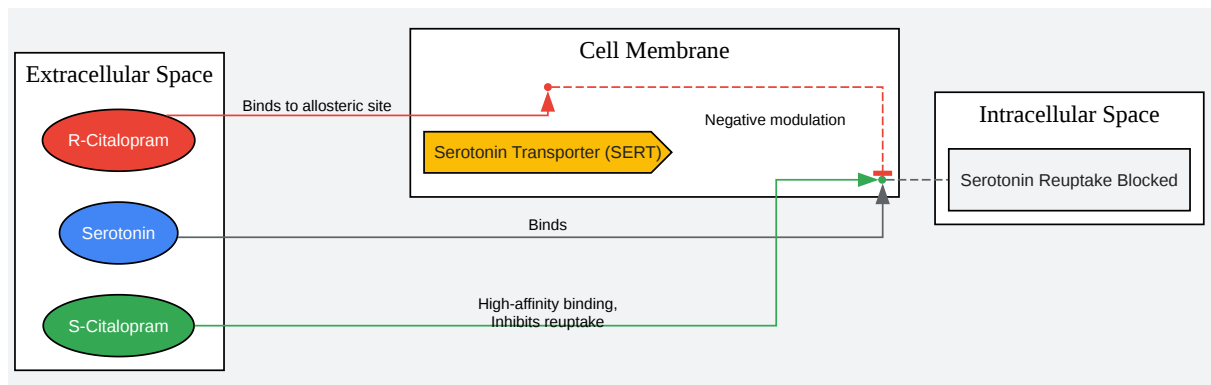 Extracellular Space
R-Citalopram
Serotonin
S-Citalopram
Binds to allosteric site
Cell Membrane
Serotonin Transporter (SERT)
Negative modulation
Binds
High-affinity binding,
Inhibits reuptake
Intracellular Space
Serotonin Reuptake Blocked